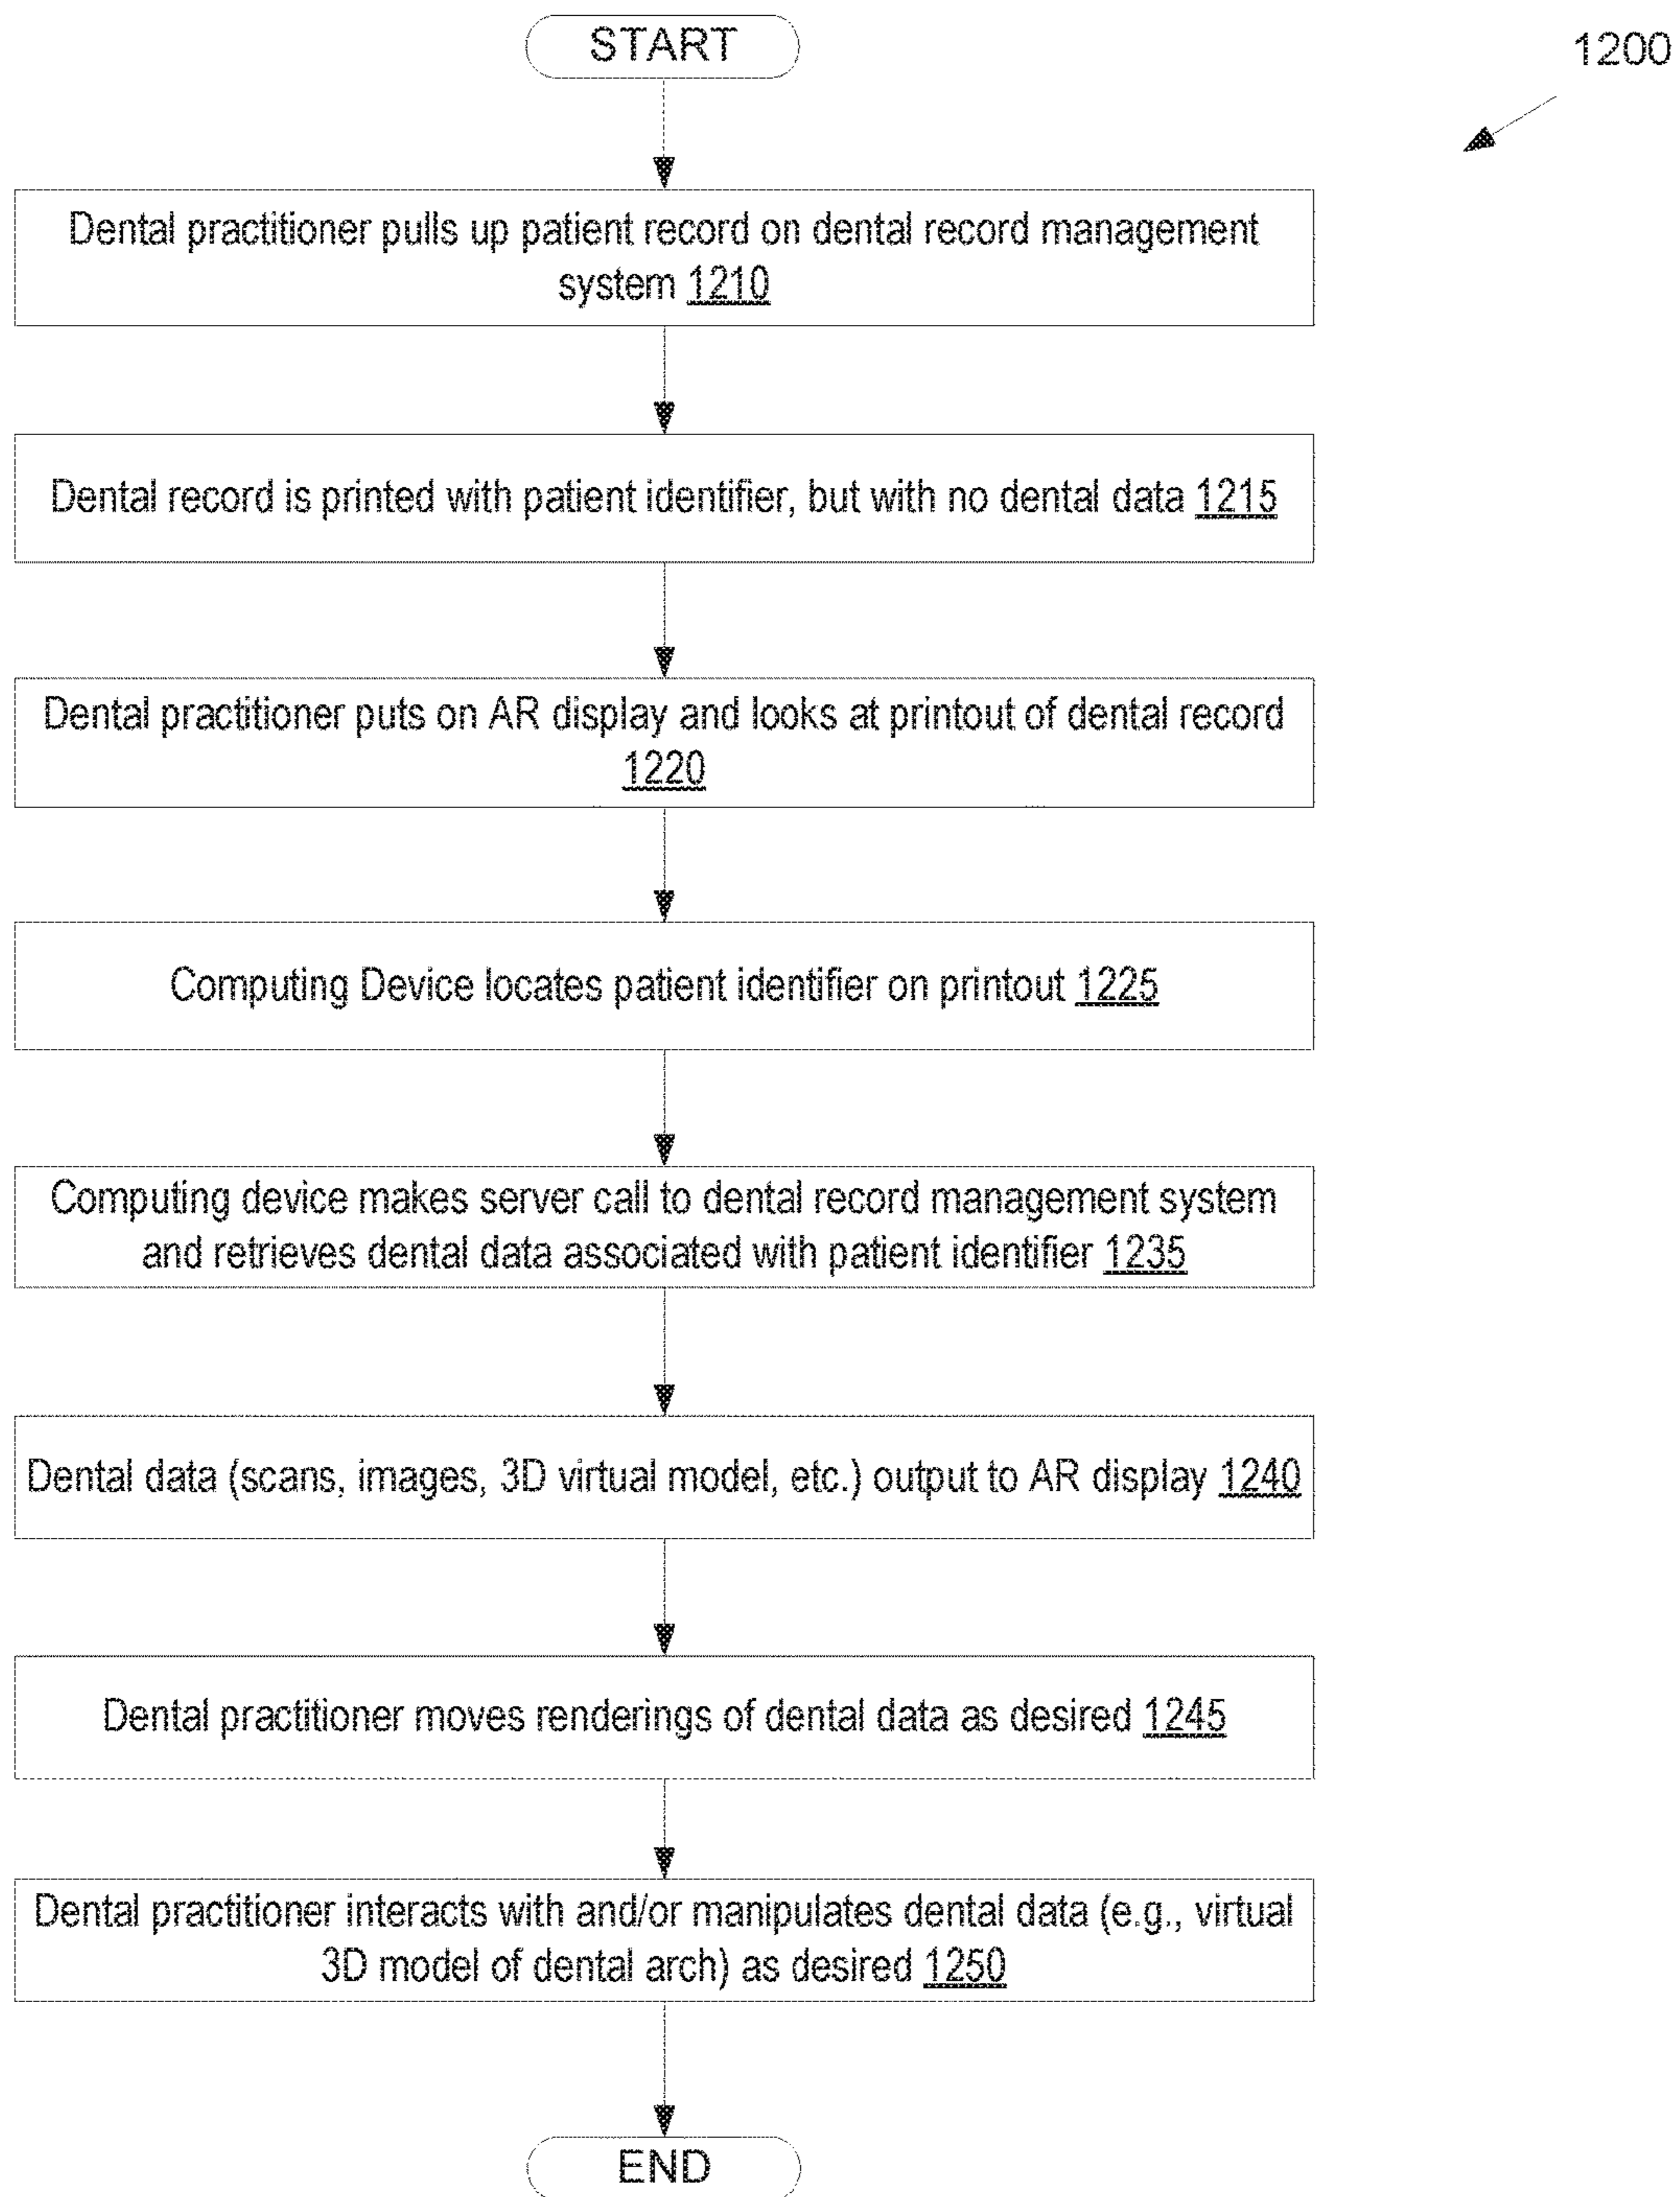 START
1200
Dental practitioner pulls up patient record on dental record management
system 1210
Dental record is printed with patient identifier, but with no dental data 1215
Dental practitioner puts on AR display and looks at printout of dental record
1220
Computing Device locates patient identifier on printout 1225
Computing device makes server call to dental record management system
and retrieves dental data associated with patient identifier 1235
Dental data (scans, images, 3D virtual model, etc.) output to AR display 1240
Dental practitioner moves renderings of dental data as desired 1245
Dental practitioner interacts with and/or manipulates dental data (e.g., virtual
3D model of dental arch) as desired 1250
END